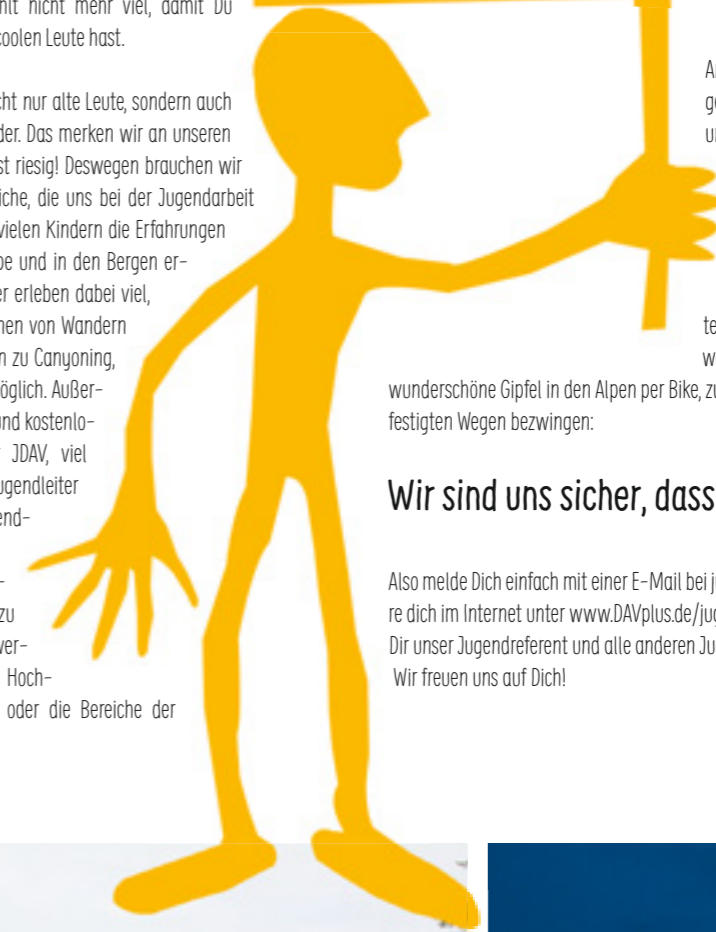 hlt nicht mehr viel, damit Du
coolen Leute hast.
cht nur alte Leute, sondern auch
der. Das merken wir an unseren
st riesig! Deswegen brauchen wir
iche, die uns bei der Jugendarbeit
vielen Kindern die Erfahrungen
pe und in den Bergen er-
er erleben dabei viel,
nen von Wandern
n zu Canyoning,
öglich. Außer-
und kostenlo-
JDAV, viel
ugendleiter
end-
-
zu
ver-
Hoch-
oder die Bereiche der
wunderschöne Gipfel in den Alpen per Bike, zu
festigten Wegen bezwingen:
Wir sind uns sicher, dass
Also melde Dich einfach mit einer E-Mail bei ju
re dich im Internet unter www.DAVplus.de/jug
Dir unser Jugendreferent und alle anderen Ju
Wir freuen uns auf Dich!